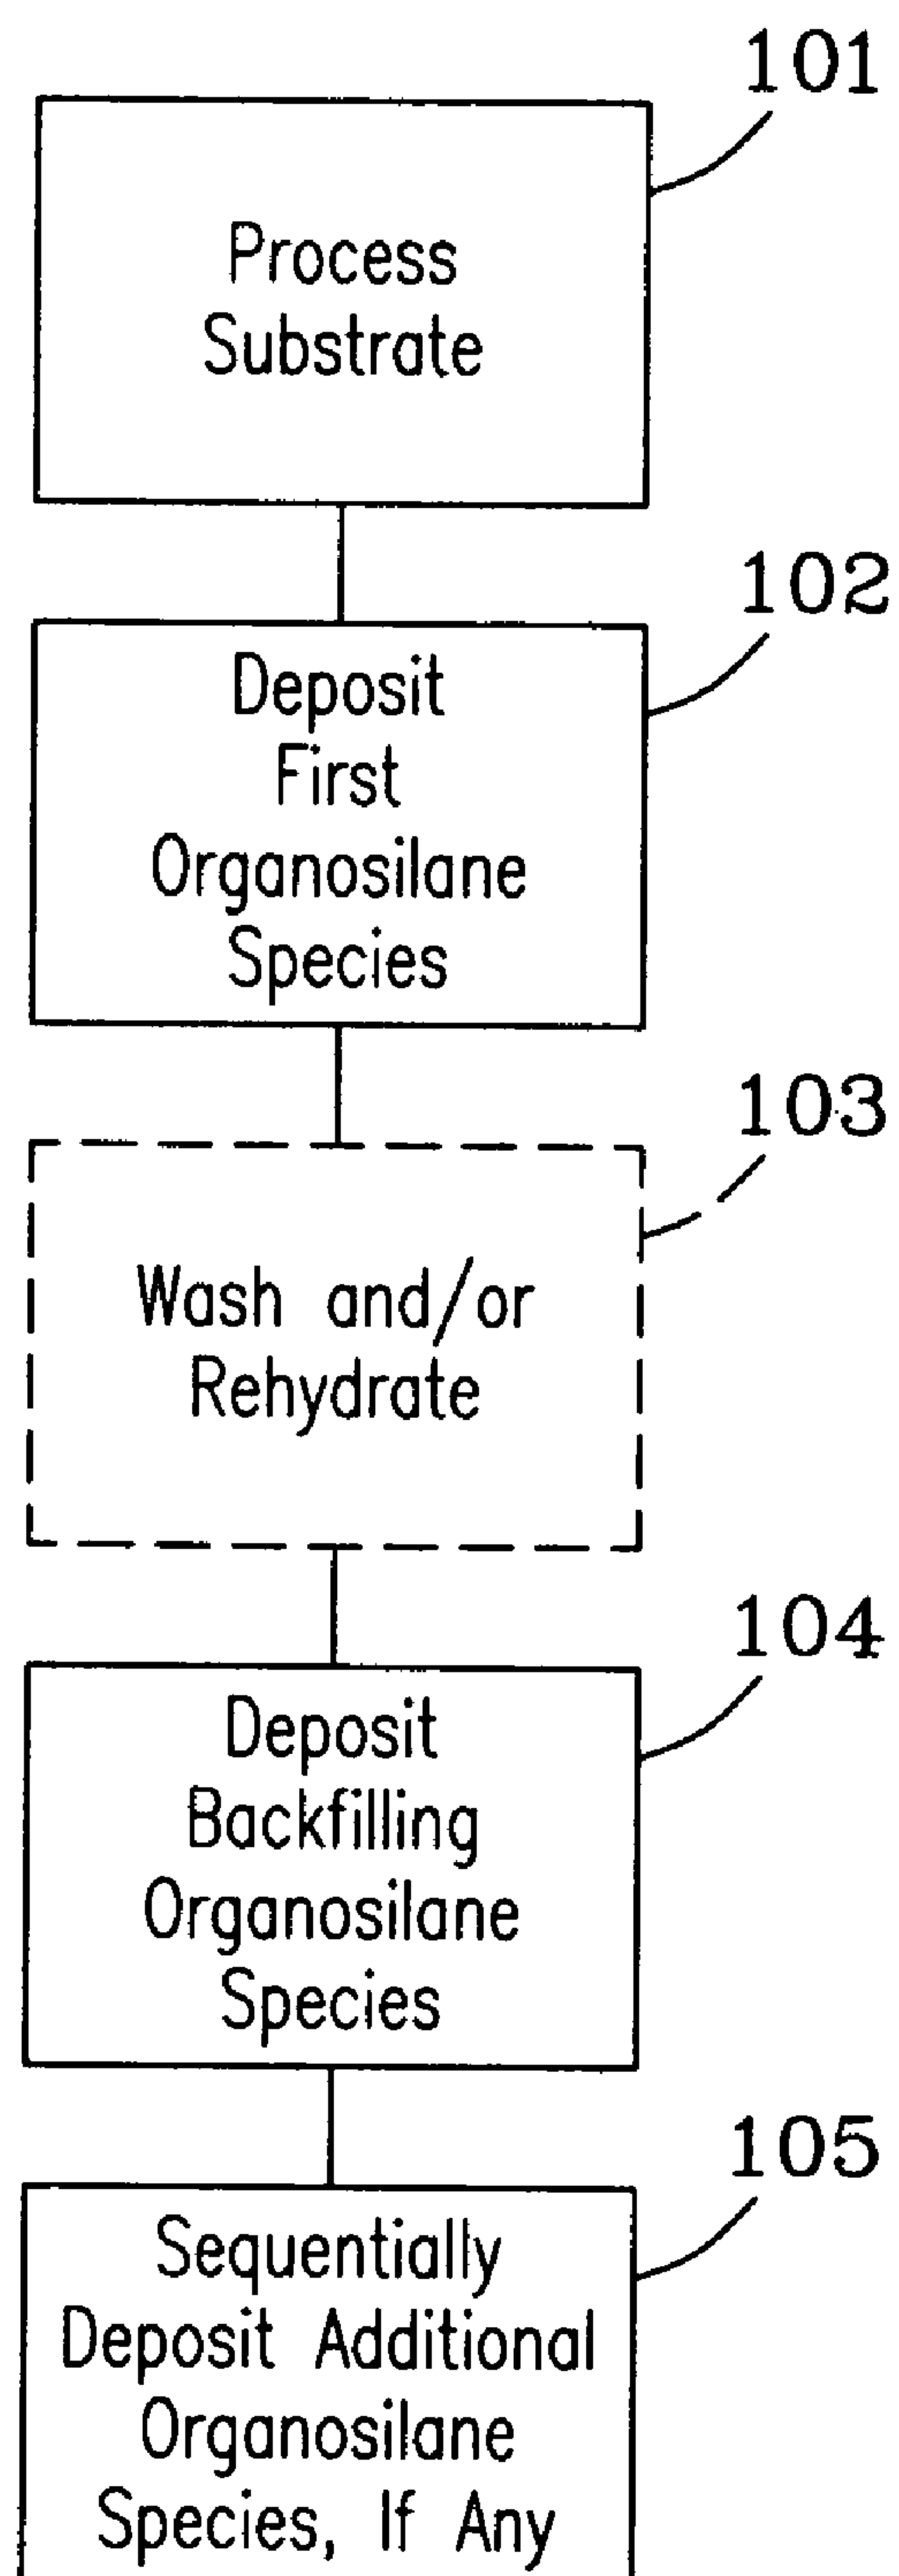 101
Process
Substrate
102
Deposit
First
Organosilane
Species
103
Wash and/or
Rehydrate
104
Deposit
Backfilling
Organosilane
Species
105
Sequentially
Deposit Additional
Organosilane
Species, If Any